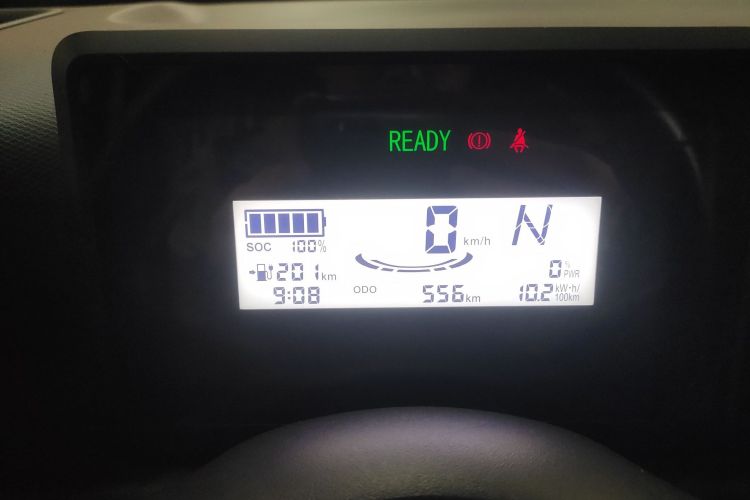 READY
0 km/h N
SOC 100%
201 km
0 % PWR
9:08
ODO 556 km
10.2 kW·h/100km